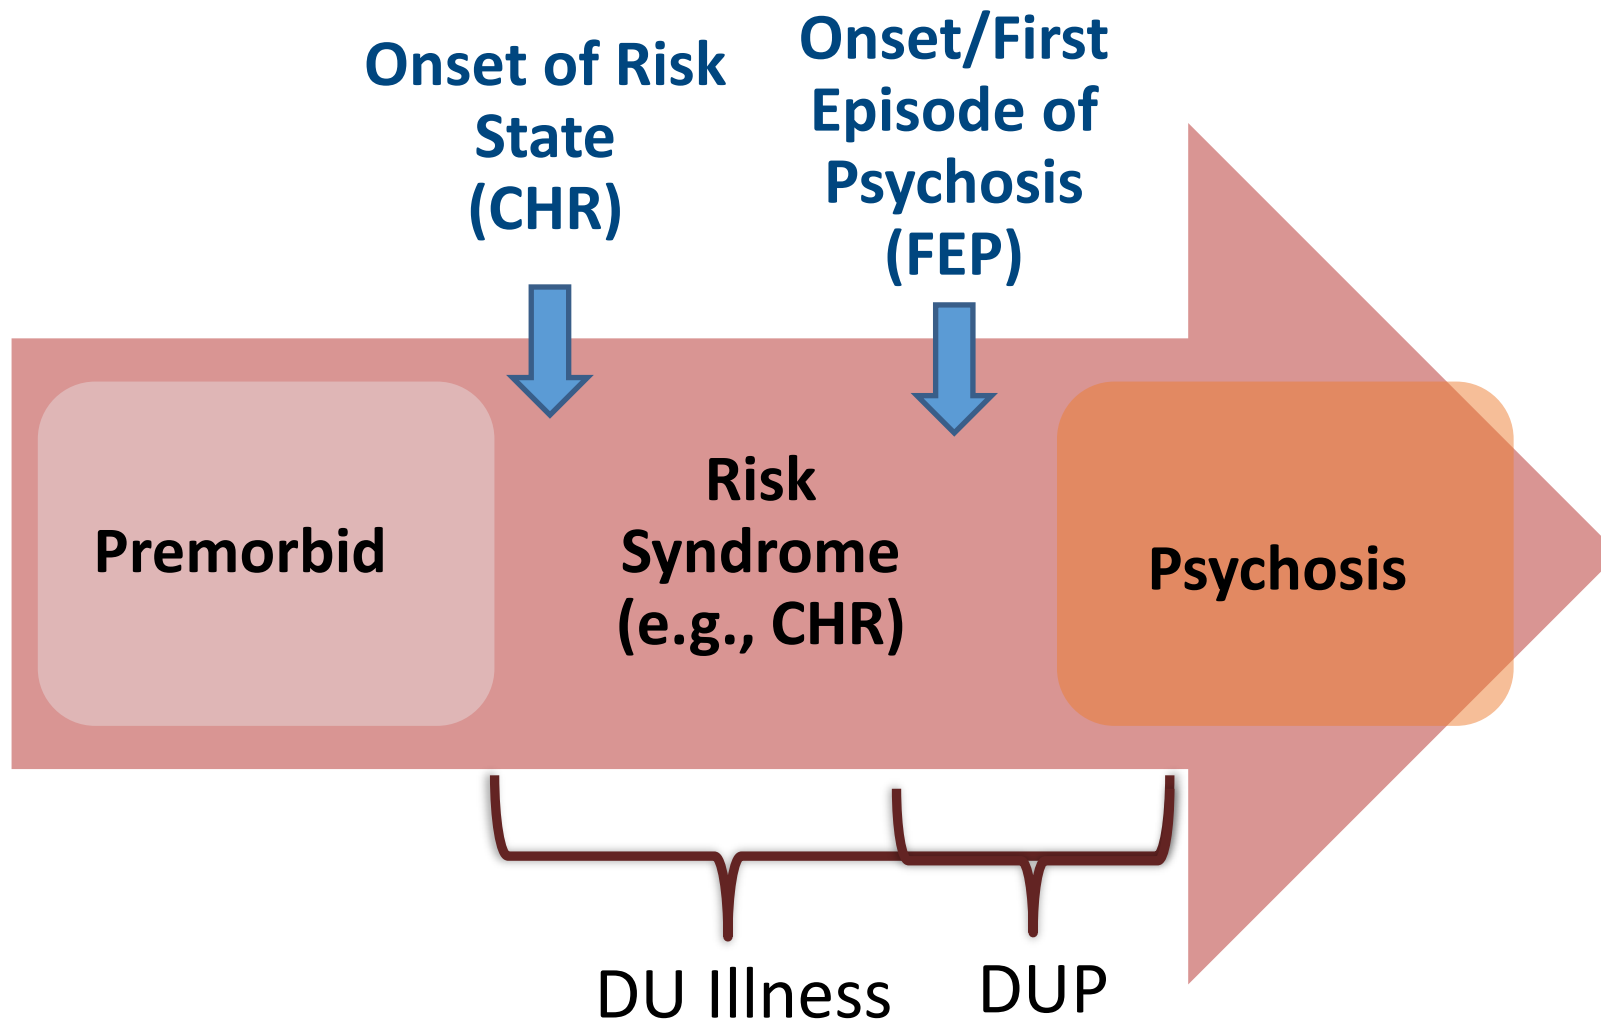 Onset of Risk
State
(CHR)
Onset/First
Episode of
Psychosis
(FEP)
Premorbid
Risk
Syndrome
(e.g., CHR)
Psychosis
DU Illness
DUP